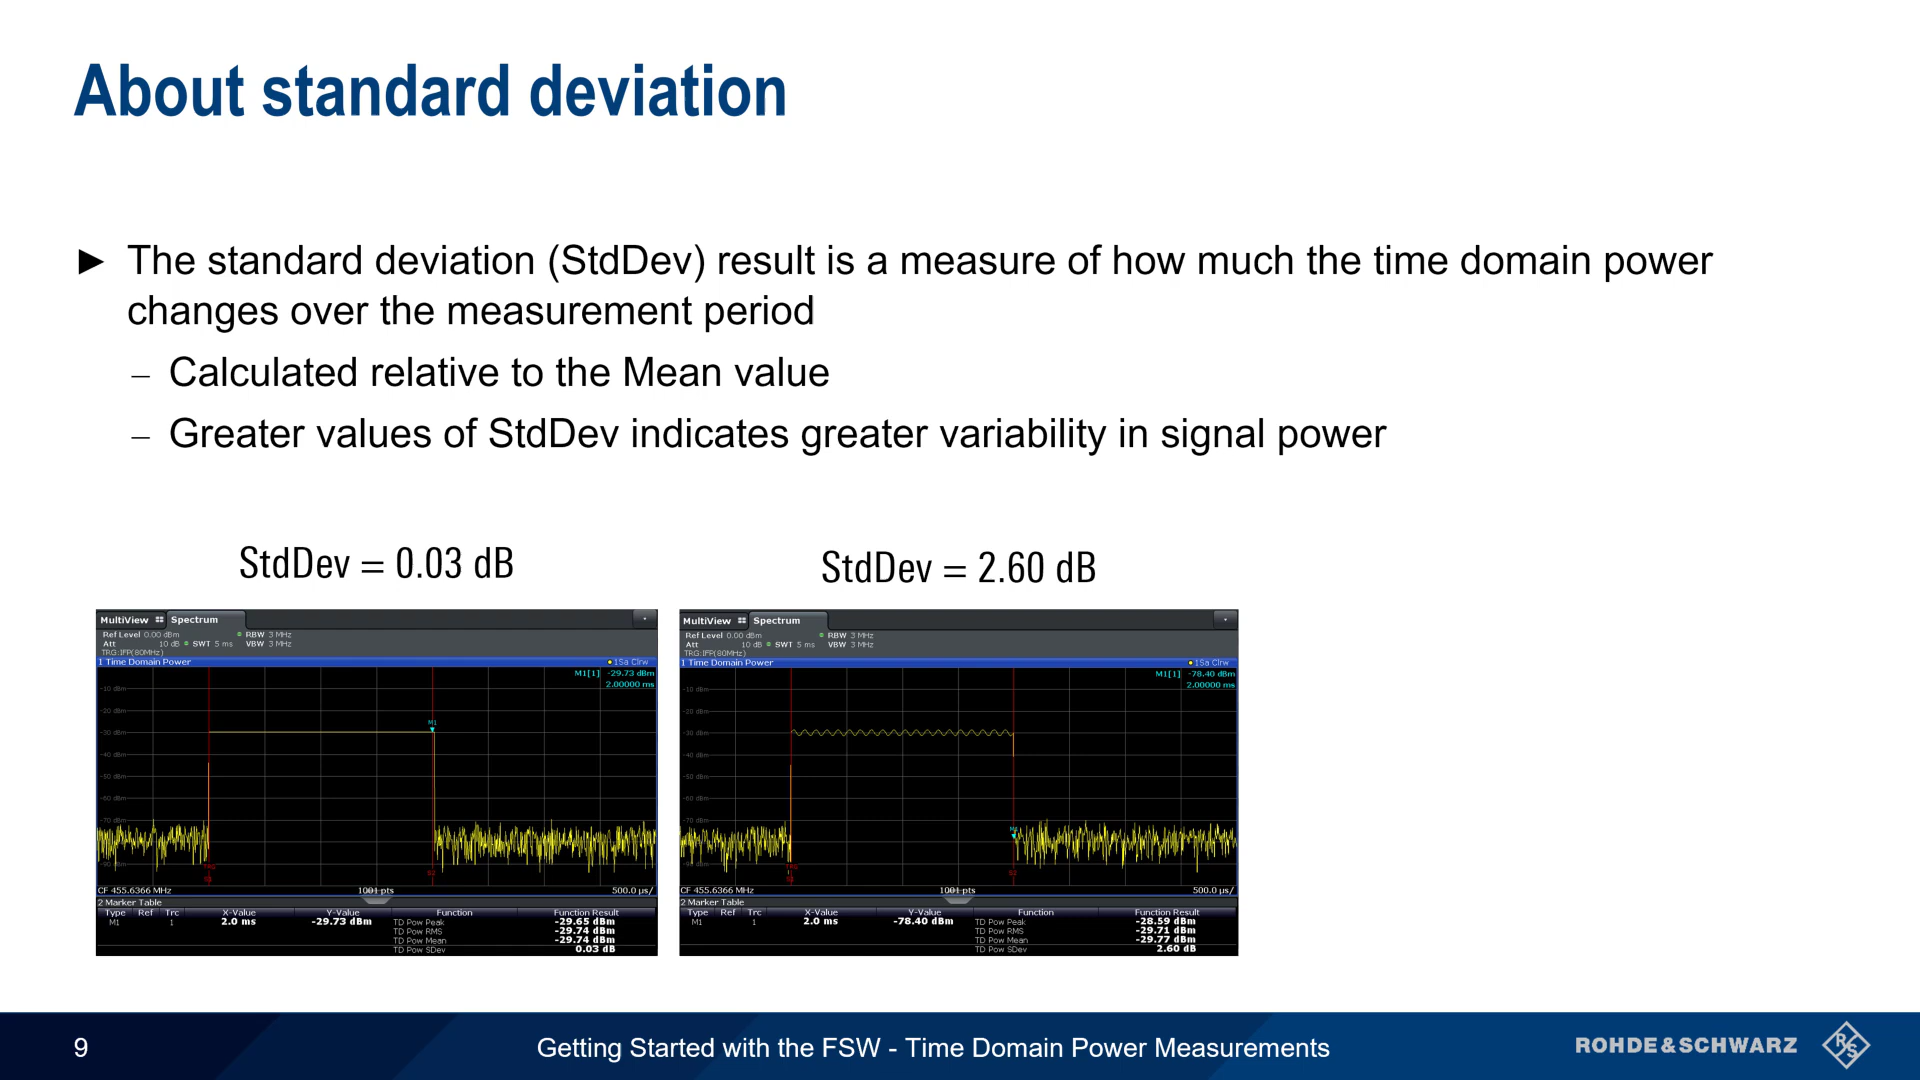 About standard deviation
► The standard deviation (StdDev) result is a measure of how much the time domain power
changes over the measurement period
– Calculated relative to the Mean value
– Greater values of StdDev indicates greater variability in signal power
StdDev = 0.03 dB
MultiView Spectrum
Ref Level 0.00 dBm RBW 3 MHz
Att 10 dB SWT 5 ms VBW 3 MHz
TRG:IFP(80MHz)
1 Time Domain Power 1Sa Clrw
M1[1] -29.73 dBm
2.00000 ms
-10 dBm
-20 dBm
M1
-30 dBm
-40 dBm
-50 dBm
-60 dBm
-70 dBm
CF 455.6366 MHz 1001 pts 500.0 µs/
2 Marker Table
Type Ref Trc X-Value Y-Value Function Function Result
M1 1 2.0 ms -29.73 dBm TD Pow Peak -29.65 dBm
TD Pow RMS -29.74 dBm
TD Pow Mean -29.74 dBm
TD Pow SDev 0.03 dB
StdDev = 2.60 dB
MultiView Spectrum
Ref Level 0.00 dBm RBW 3 MHz
Att 10 dB SWT 5 ms VBW 3 MHz
TRG:IFP(80MHz)
1 Time Domain Power 1Sa Clrw
M1[1] -78.40 dBm
2.00000 ms
-10 dBm
-20 dBm
-30 dBm
-40 dBm
-50 dBm
-60 dBm
-70 dBm
CF 455.6366 MHz 1001 pts 500.0 µs/
2 Marker Table
Type Ref Trc X-Value Y-Value Function Function Result
M1 1 2.0 ms -78.40 dBm TD Pow Peak -28.59 dBm
TD Pow RMS -29.71 dBm
TD Pow Mean -29.77 dBm
TD Pow SDev 2.60 dB
9
Getting Started with the FSW - Time Domain Power Measurements
ROHDE&SCHWARZ